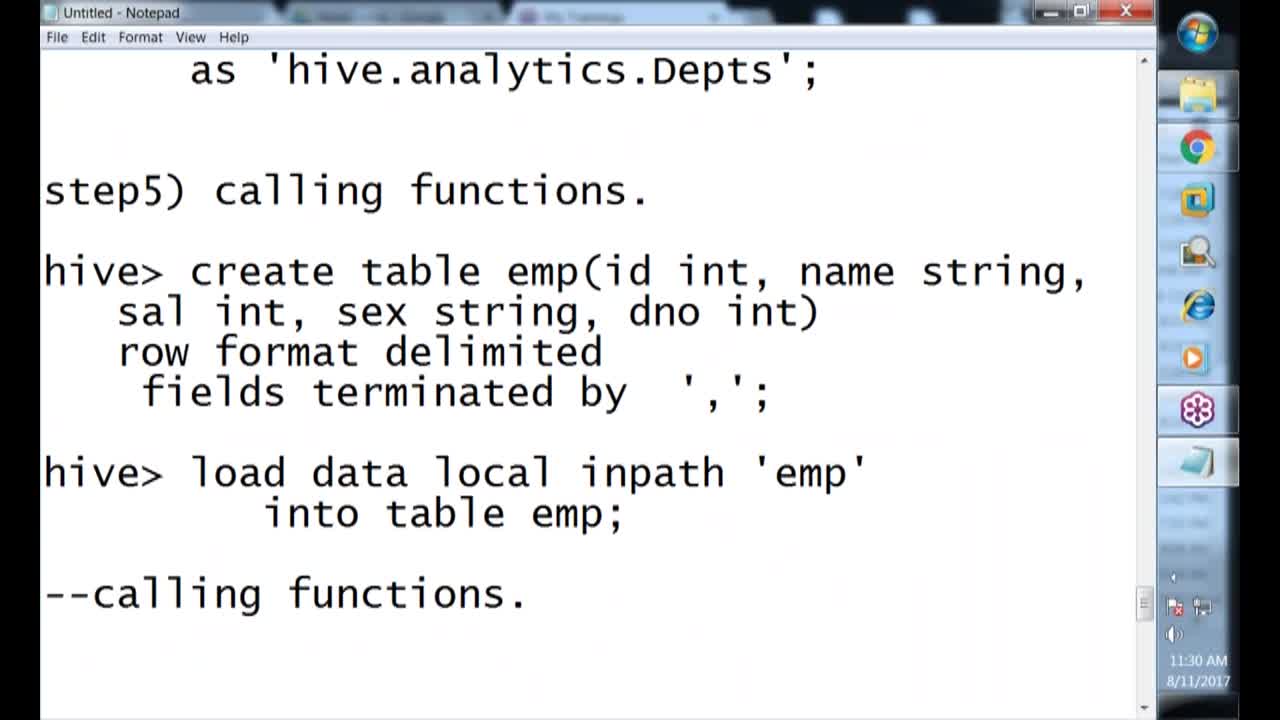 Untitled - Notepad
File Edit Format View Help
as 'hive.analytics.Depts';
step5) calling functions.
hive> create table emp(id int, name string,
sal int, sex string, dno int)
row format delimited
fields terminated by ',';
hive> load data local inpath 'emp'
into table emp;
--calling functions.
11:30 AM
8/11/2017